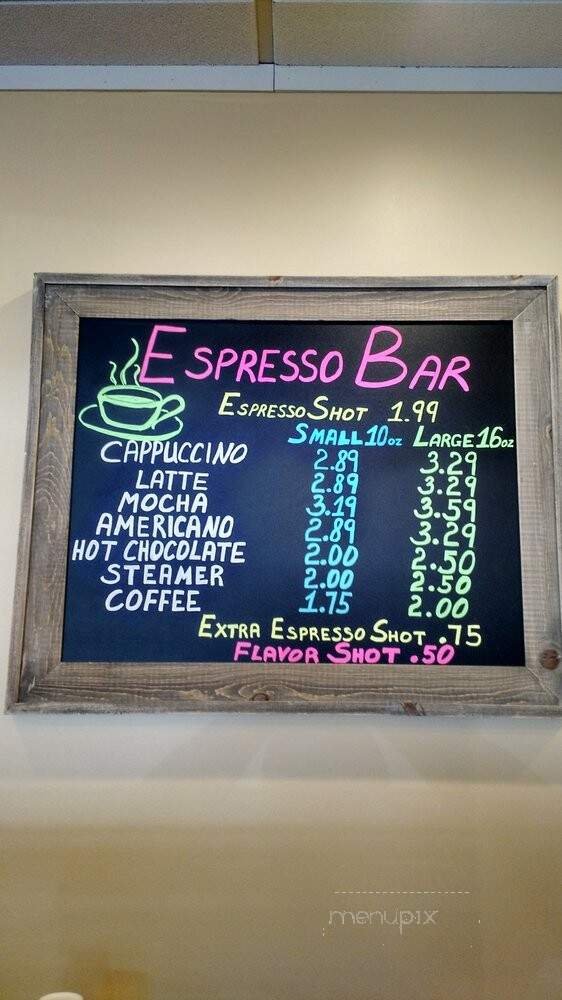 ESPRESSO BAR
ESPRESSO SHOT 1.99
SMALL 10oz LARGE 16oz
CAPPUCCINO 2.89 3.29
LATTE 2.89 3.29
MOCHA 3.19 3.59
AMERICANO 2.89 3.29
HOT CHOCOLATE 2.00 2.50
STEAMER 2.00 2.50
COFFEE 1.75 2.00
EXTRA ESPRESSO SHOT .75
FLAVOR SHOT .50
menupix